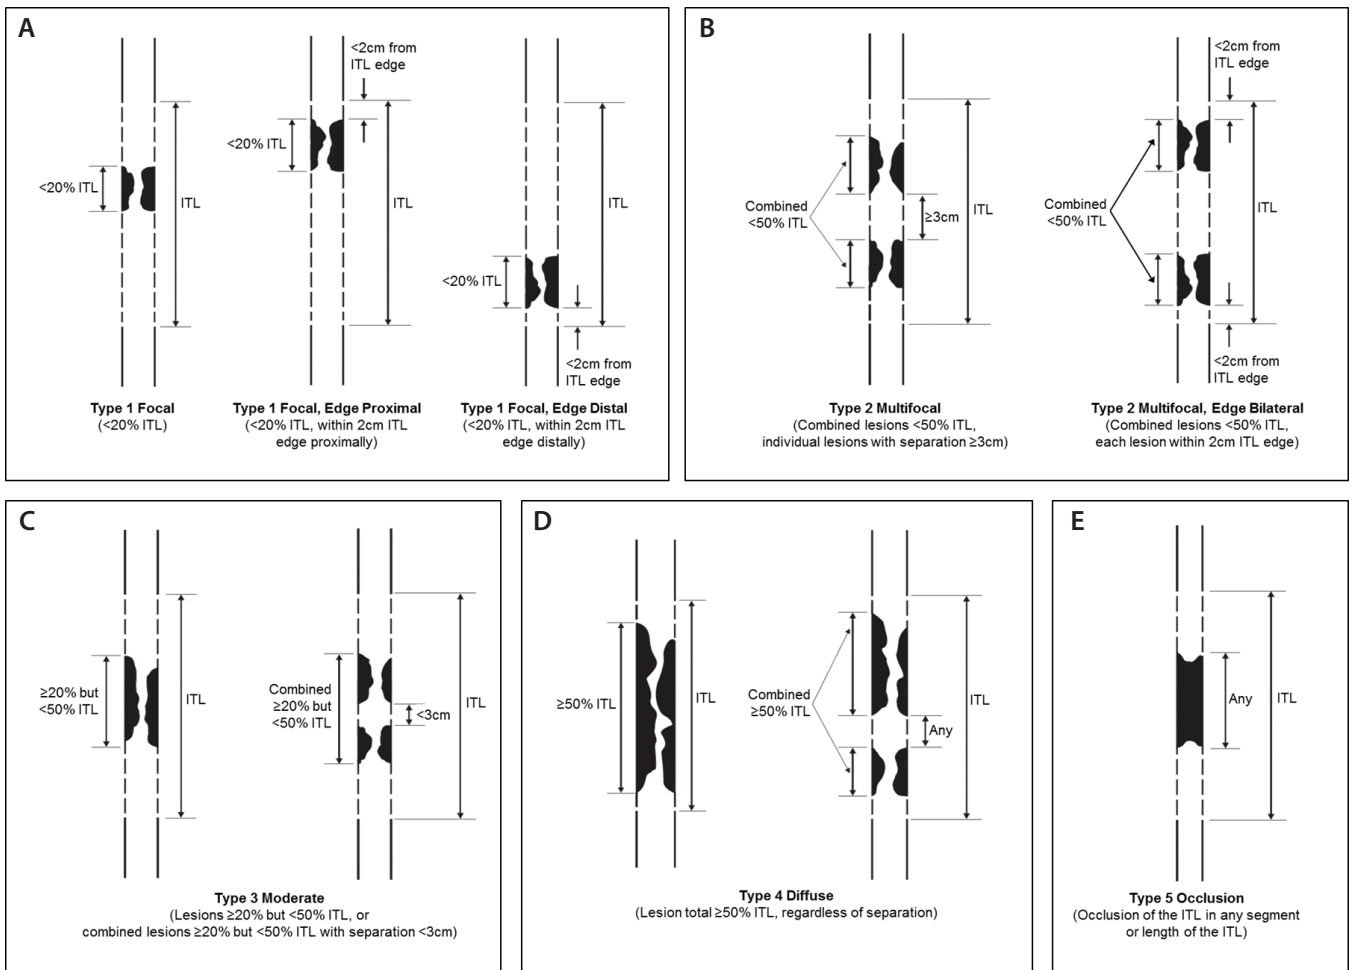 A
<2cm from
ITL edge
<20% ITL
ITL
<20% ITL
ITL
<20% ITL
ITL
<2cm from
ITL edge
Type 1 Focal
(<20% ITL)
Type 1 Focal, Edge Proximal
(<20% ITL, within 2cm ITL
edge proximally)
Type 1 Focal, Edge Distal
(<20% ITL, within 2cm ITL
edge distally)
B
Combined
<50% ITL
≥3cm
ITL
<2cm from
ITL edge
Combined
<50% ITL
ITL
<2cm from
ITL edge
Type 2 Multifocal
(Combined lesions <50% ITL,
individual lesions with separation ≥3cm)
Type 2 Multifocal, Edge Bilateral
(Combined lesions <50% ITL,
each lesion within 2cm ITL edge)
C
≥20% but
<50% ITL
ITL
Combined
≥20% but
<50% ITL
<3cm
ITL
Type 3 Moderate
(Lesions ≥20% but <50% ITL, or
combined lesions ≥20% but <50% ITL with separation <3cm)
D
≥50% ITL
ITL
Combined
≥50% ITL
Any
ITL
Type 4 Diffuse
(Lesion total ≥50% ITL, regardless of separation)
E
Any
ITL
Type 5 Occlusion
(Occlusion of the ITL in any segment
or length of the ITL)